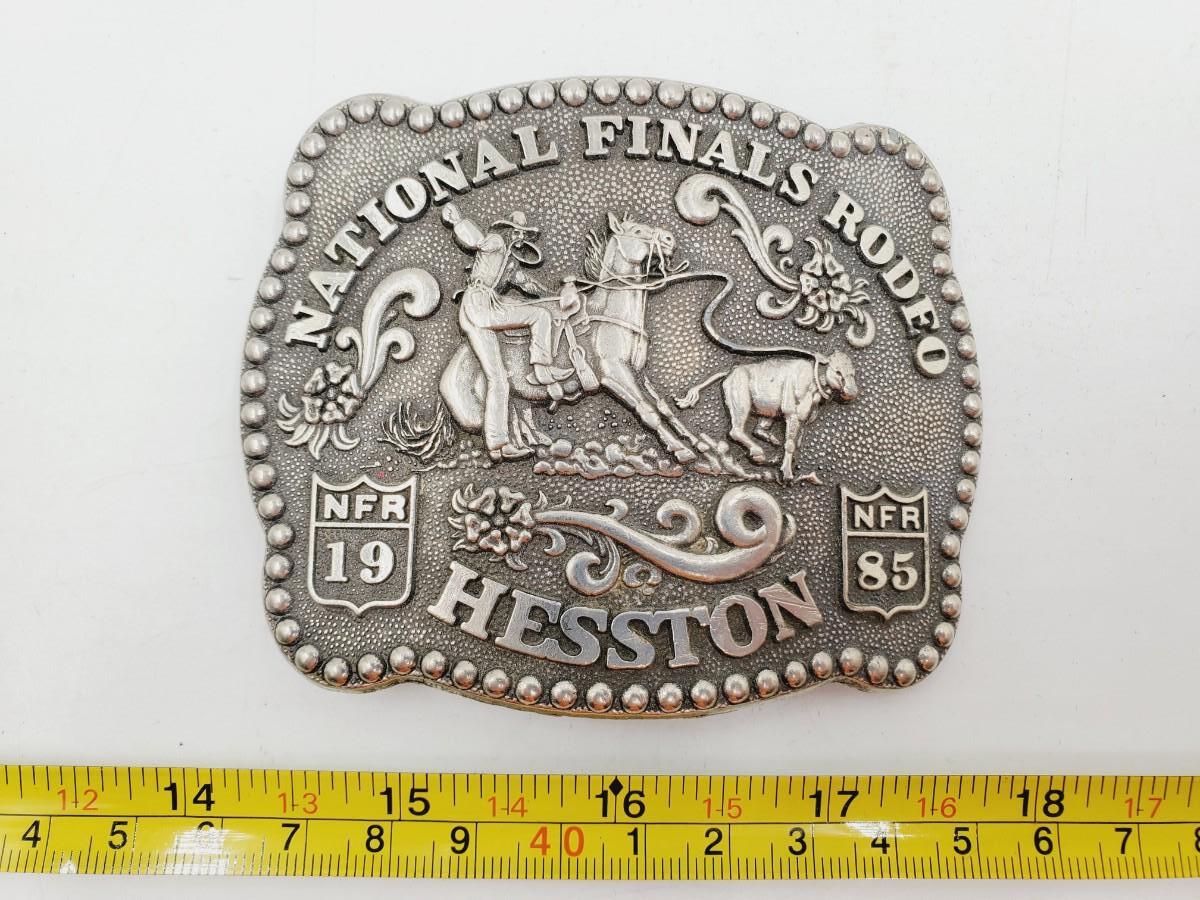 NATIONAL FINALS RODEO
NFR
19
NFR
85
HESSTON
1-2 14 1-3 15 1-4 16 1-5 17 1-6 18 1-7
4 5 6 7 8 9 40 1 2 3 4 5 6 7 8